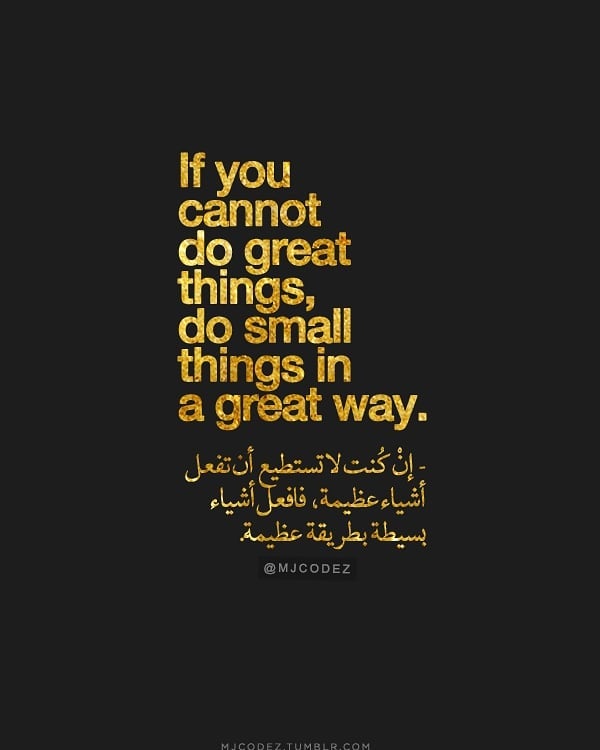 If you
cannot
do great
things,
do small
things in
a great way.
- إنْ كُنت لا تستطيع أن تفعل
أشياء عظيمة، فافعل أشياء
بسيطة بطريقة عظيمة.
@MJCODEZ
MJCODEZ.TUMBLR.COM